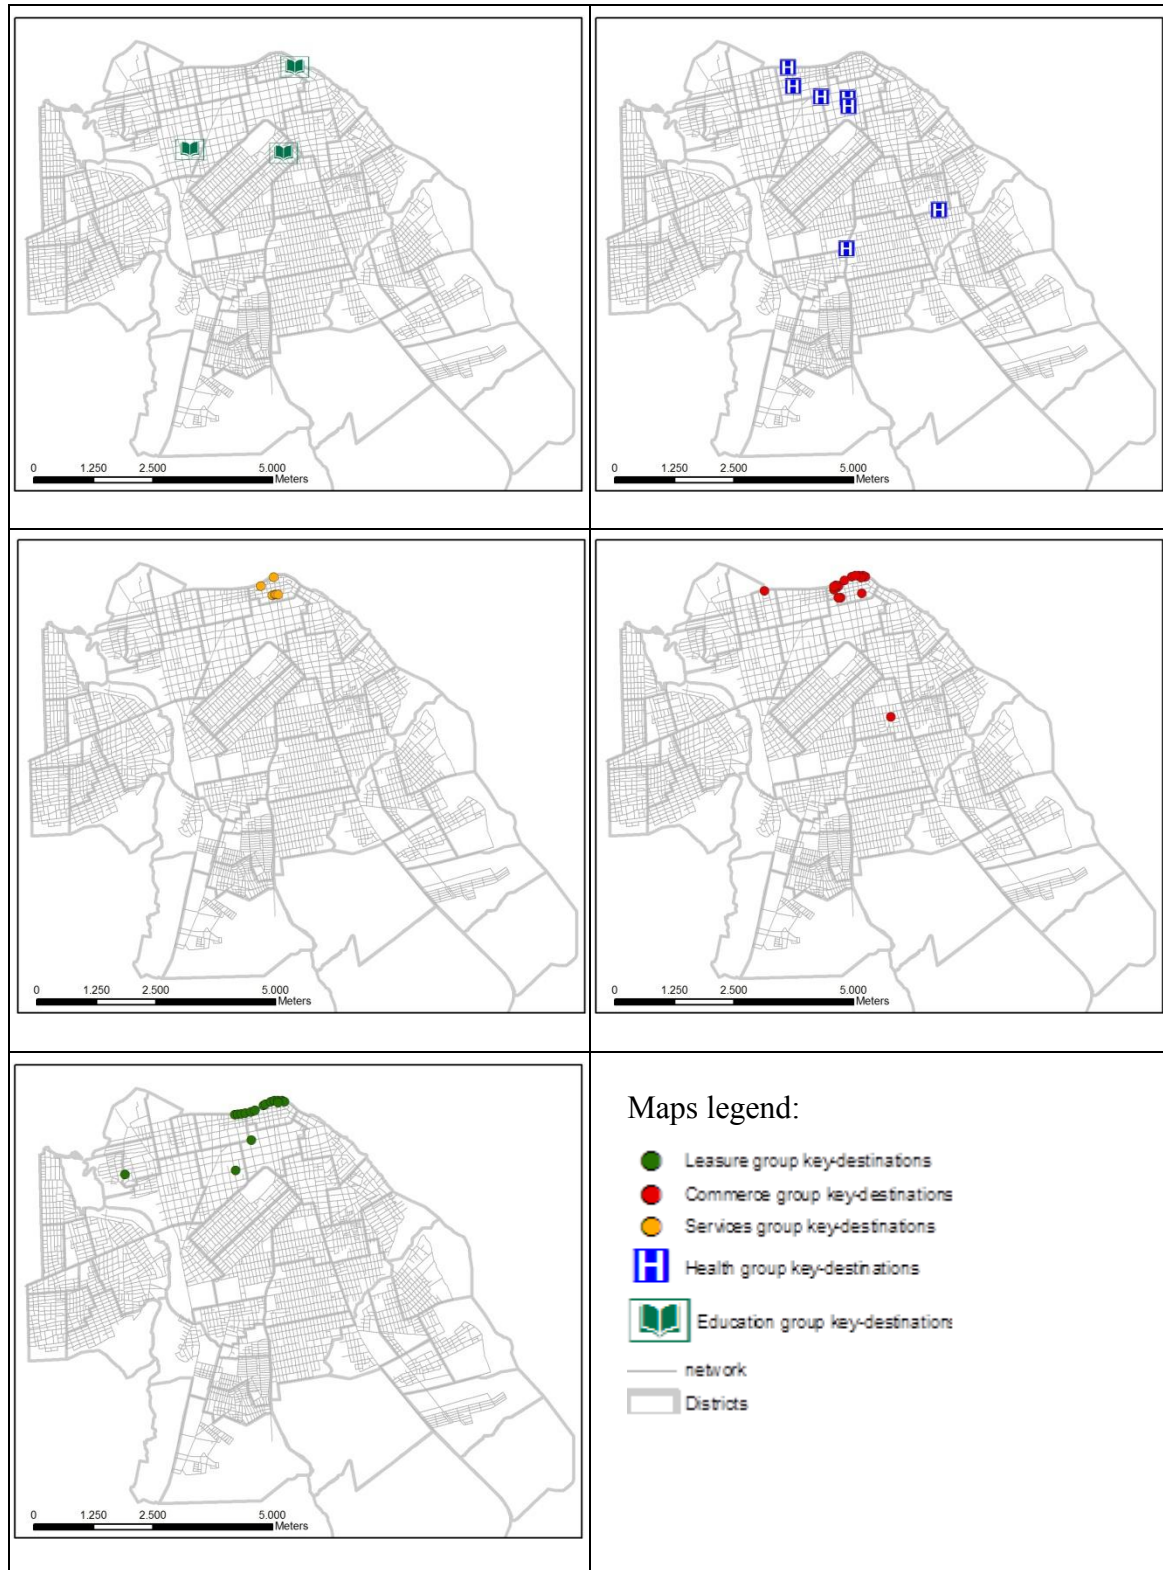 0 1.250 2.500 5.000
Meters
H
H
H
H
H
H
H
0 1.250 2.500 5.000
Meters
0 1.250 2.500 5.000
Meters
0 1.250 2.500 5.000
Meters
0 1.250 2.500 5.000
Meters
Maps legend:
Leasure group key-destinations
Commerce group key-destinations
Services group key-destinations
H Health group key-destinations
Education group key-destinations
network
Districts